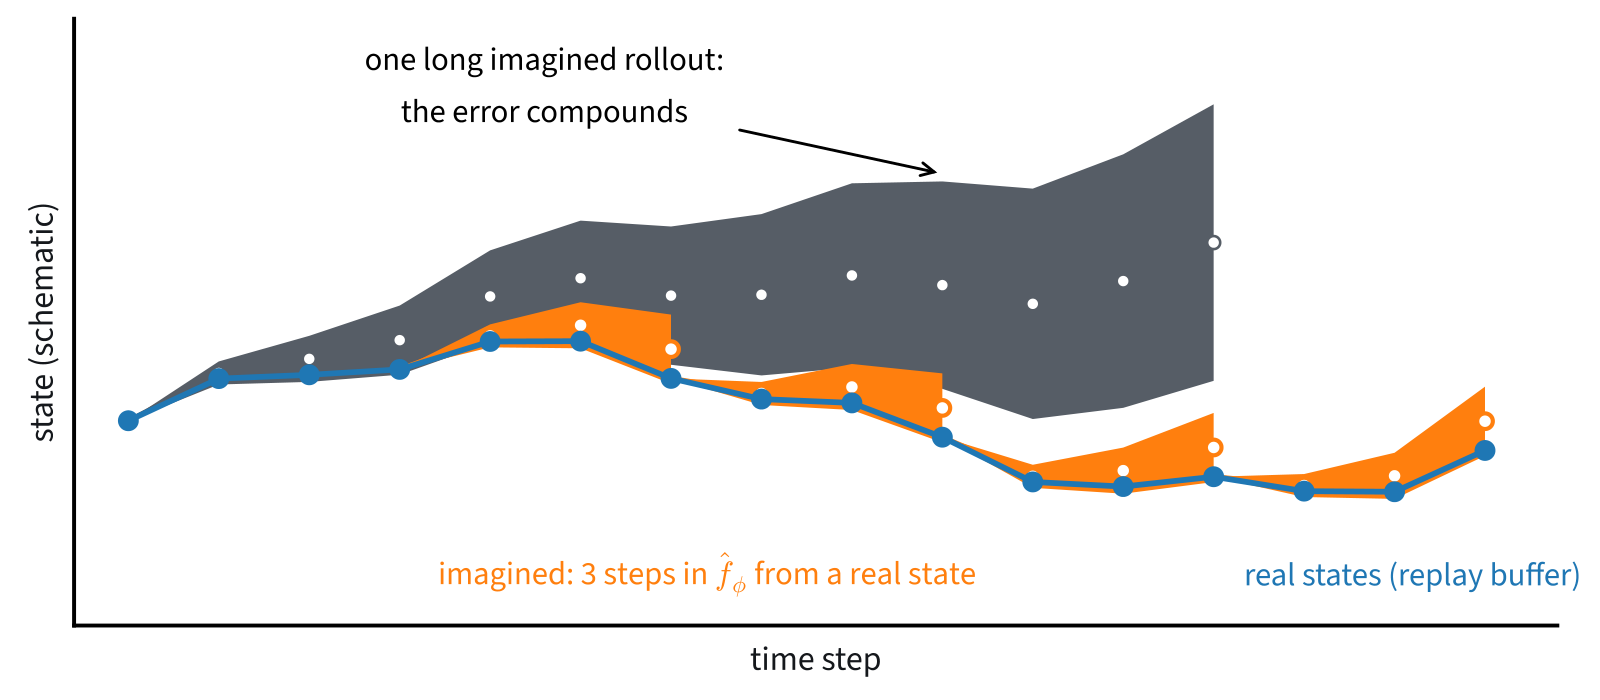 one long imagined rollout:
the error compounds
state (schematic)
imagined: 3 steps in f̂_ϕ from a real state
real states (replay buffer)
time step